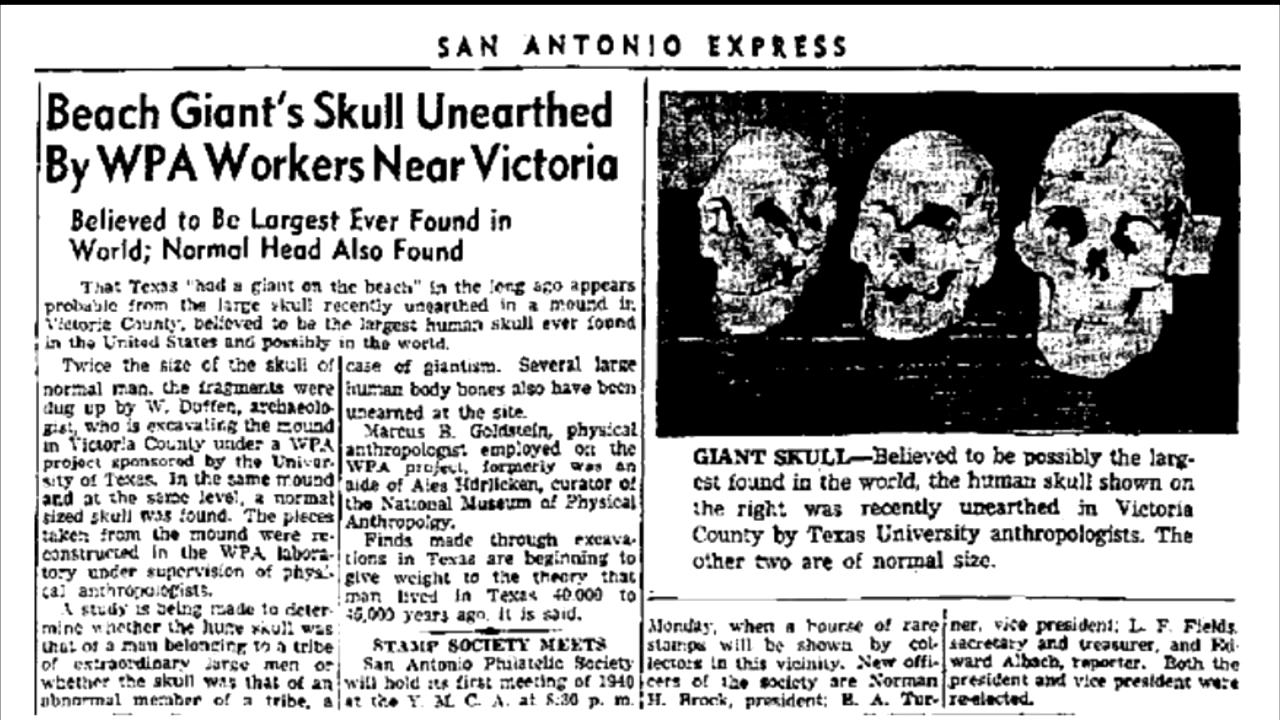 SAN ANTONIO EXPRESS
Beach Giant's Skull Unearthed
By WPA Workers Near Victoria
Believed to Be Largest Ever Found in
World; Normal Head Also Found
That Texas "had a giant on the beach" in the long ago appears
probable from the large skull recently unearthed in a mound in
Victoria County, believed to be the largest human skull ever found
in the United States and possibly in the world.
Twice the size of the skull of
normal man, the fragments were
dug up by W. Duffen, archaeolo-
gist, who is excavating the mound
in Victoria County under a WPA
project sponsored by the Univer-
sity of Texas. In the same mound
and at the same level, a normal
sized skull was found. The pieces
taken from the mound were re-
constructed in the WPA labora-
tory under supervision of physi-
cal anthropologists.
A study is being made to deter-
mine whether the huge skull was
that of a man belonging to a tribe
of extraordinary large men or
whether the skull was that of an
abnormal member of a tribe, a
case of giantism. Several large
human body bones also have been
unearned at the site.
Marcus B. Goldstein, physical
anthropologist employed on the
WPA project, formerly was an
aide of Ales Hdrlicken, curator of
the National Museum of Physical
Anthropolgy.
Finds made through excava-
tions in Texas are beginning to
give weight to the theory that
man lived in Texas 40,000 to
45,000 years ago, it is said.
STAMP SOCIETY MEETS
San Antonio Philatelic Society
will hold its first meeting of 1940
at the Y. M. C. A. at 8:30 p. m.
GIANT SKULL—Believed to be possibly the larg-
est found in the world, the human skull shown on
the right was recently unearthed in Victoria
County by Texas University anthropologists. The
other two are of normal size.
Monday, when a bourse of rare
stamps will be shown by col-
lectors in this vicinity. New offi-
cers of the society are Norman
H. Brock, president; E. A. Tur-
ner, vice president; L. F. Fields,
secretary and treasurer, and Ed-
ward Albach, reporter. Both the
president and vice president were
re-elected.